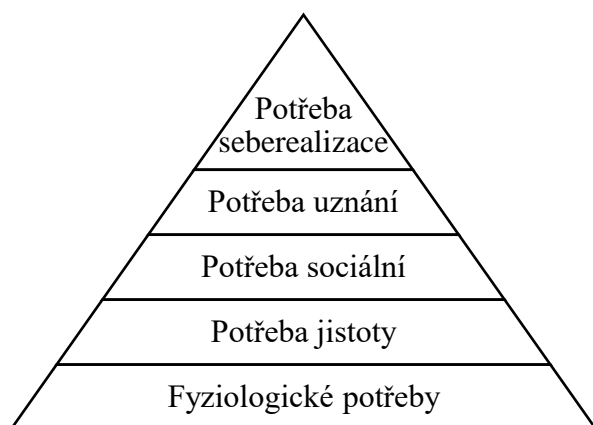 Potřeba
seberealizace
Potřeba uznání
Potřeba sociální
Potřeba jistoty
Fyziologické potřeby